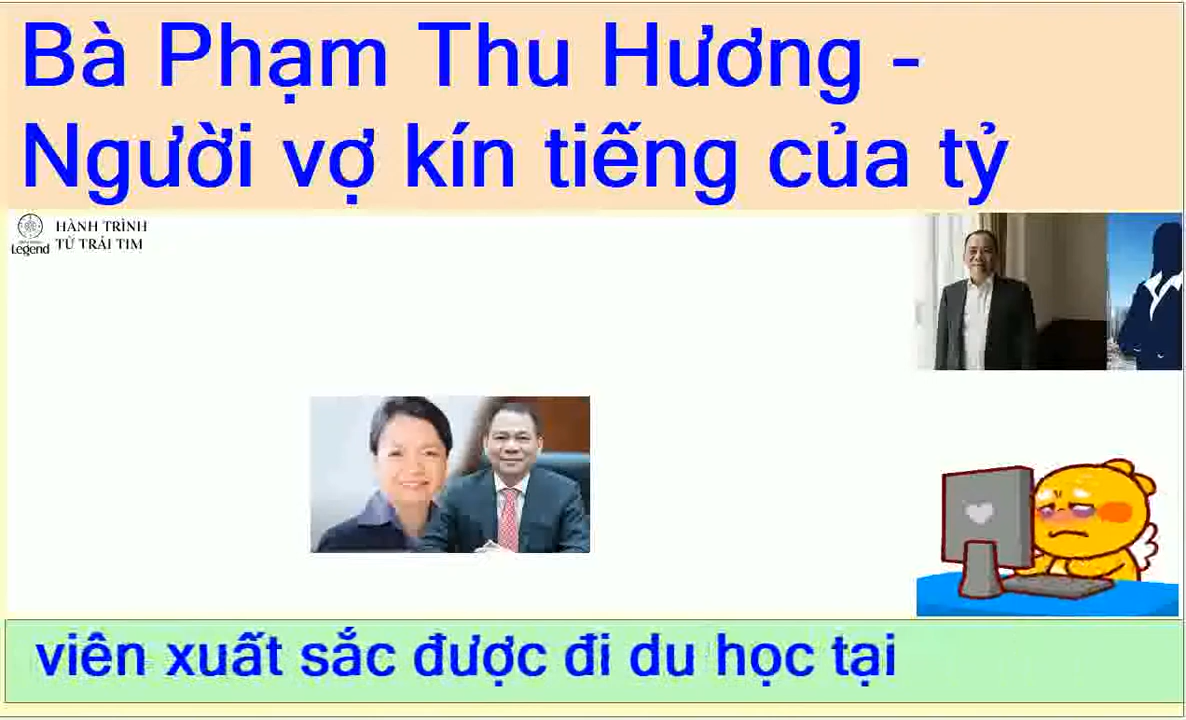 Bà Phạm Thu Hương -
Người vợ kín tiếng của tỷ
HÀNH TRÌNH
TỪ TRÁI TIM
Legend
viên xuất sắc được đi du học tại